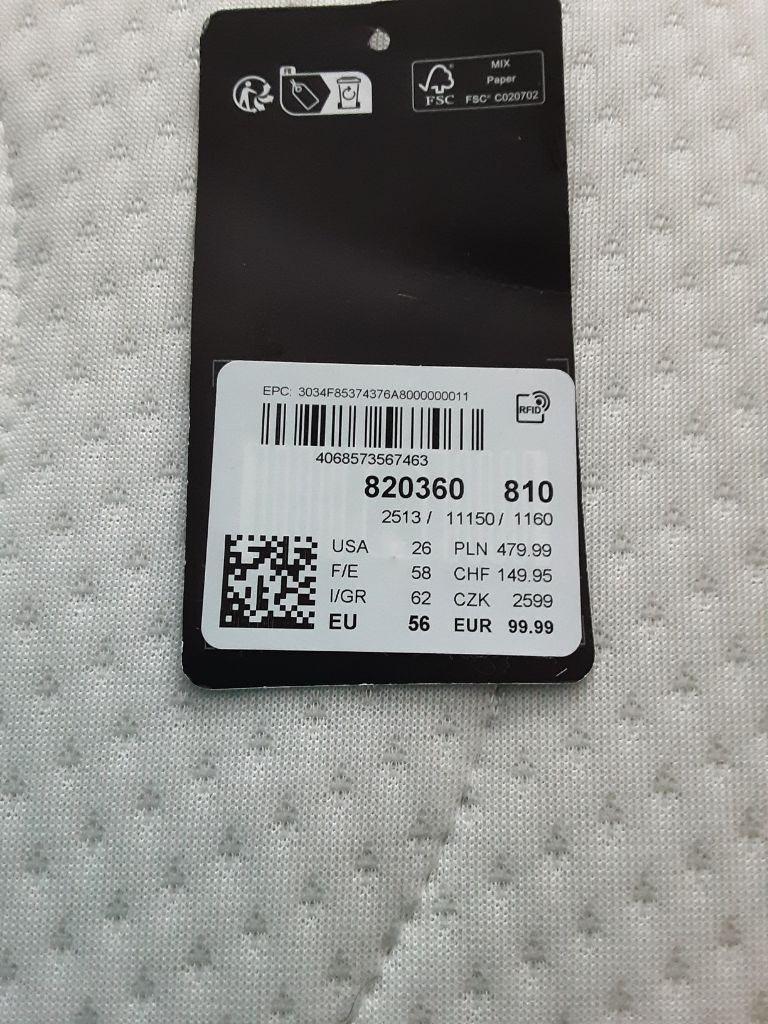 FR
MIX
Paper
FSC
FSC® C020702
EPC: 3034F85374376A8000000011
RFID
4068573567463
820360 810
2513 / 11150 / 1160
USA 26 PLN 479.99
F/E 58 CHF 149.95
I/GR 62 CZK 2599
EU 56 EUR 99.99